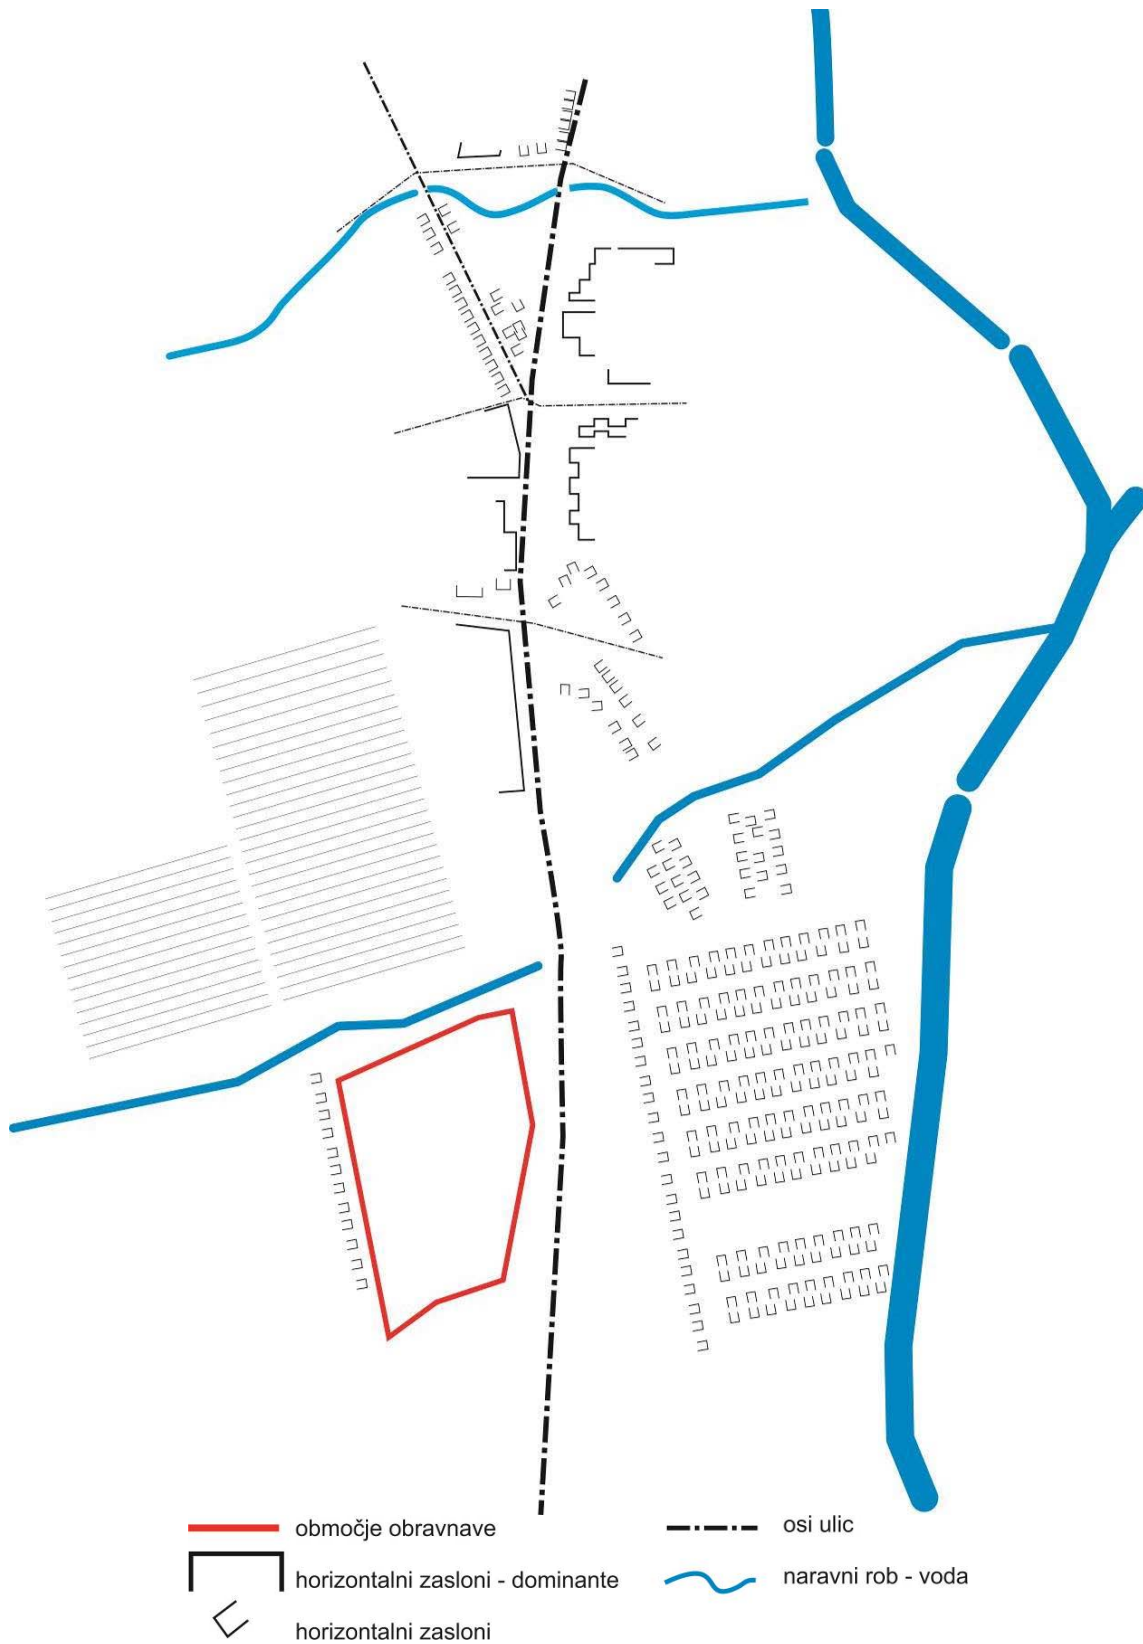 območje obravnave
osi ulic
horizontalni zasloni - dominante
naravni rob - voda
horizontalni zasloni